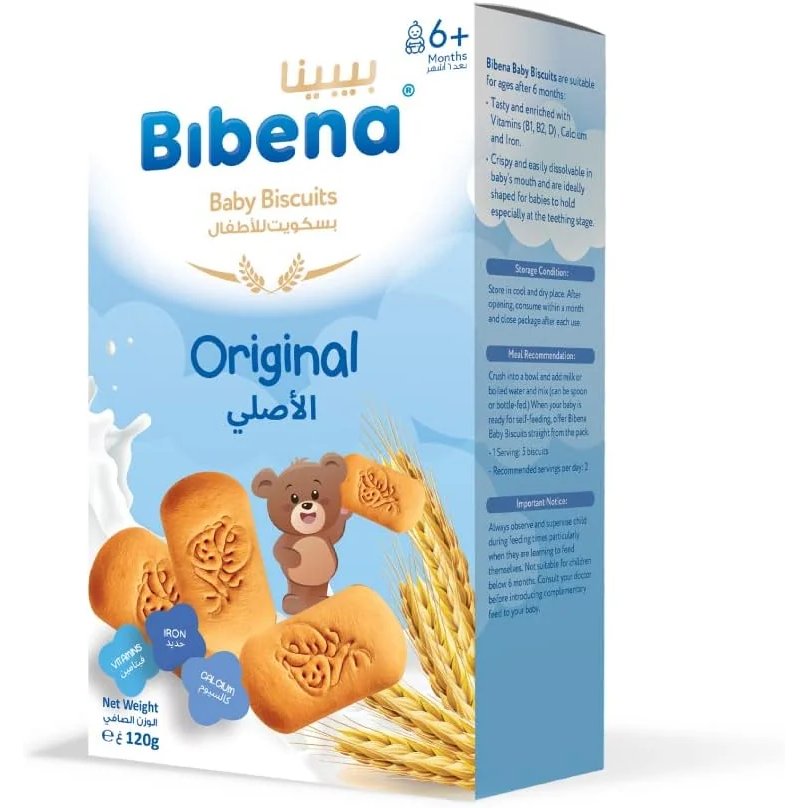 6+
Months
بعد ٦ أشهر
بيبينا
Bibena®
Baby Biscuits
بسكويت للأطفال
Original
الأصلي
VITAMINS
فيتامين
IRON
حديد
CALCIUM
كالسيوم
Net Weight
الوزن الصافي
℮ غ 120g
Bibena Baby Biscuits are suitable
for ages after 6 months:
• Tasty and enriched with
Vitamins (B1, B2, D), Calcium
and Iron.
• Crispy and easily dissolvable in
baby's mouth and are ideally
shaped for babies to hold
especially at the teething stage.
Storage Condition:
Store in cool and dry place. After
opening, consume within a month
and close package after each use.
Meal Recommendation:
Crush into a bowl and add milk or
boiled water and mix (can be spoon
or bottle-fed.) When your baby is
ready for self-feeding, offer Bibena
Baby Biscuits straight from the pack.
- 1 Serving: 5 biscuits
- Recommended servings per day: 2
Important Notice:
Always observe and supervise child
during feeding times particularly
when they are learning to feed
themselves. Not suitable for children
below 6 months. Consult your doctor
before introducing complementary
feed to your baby.